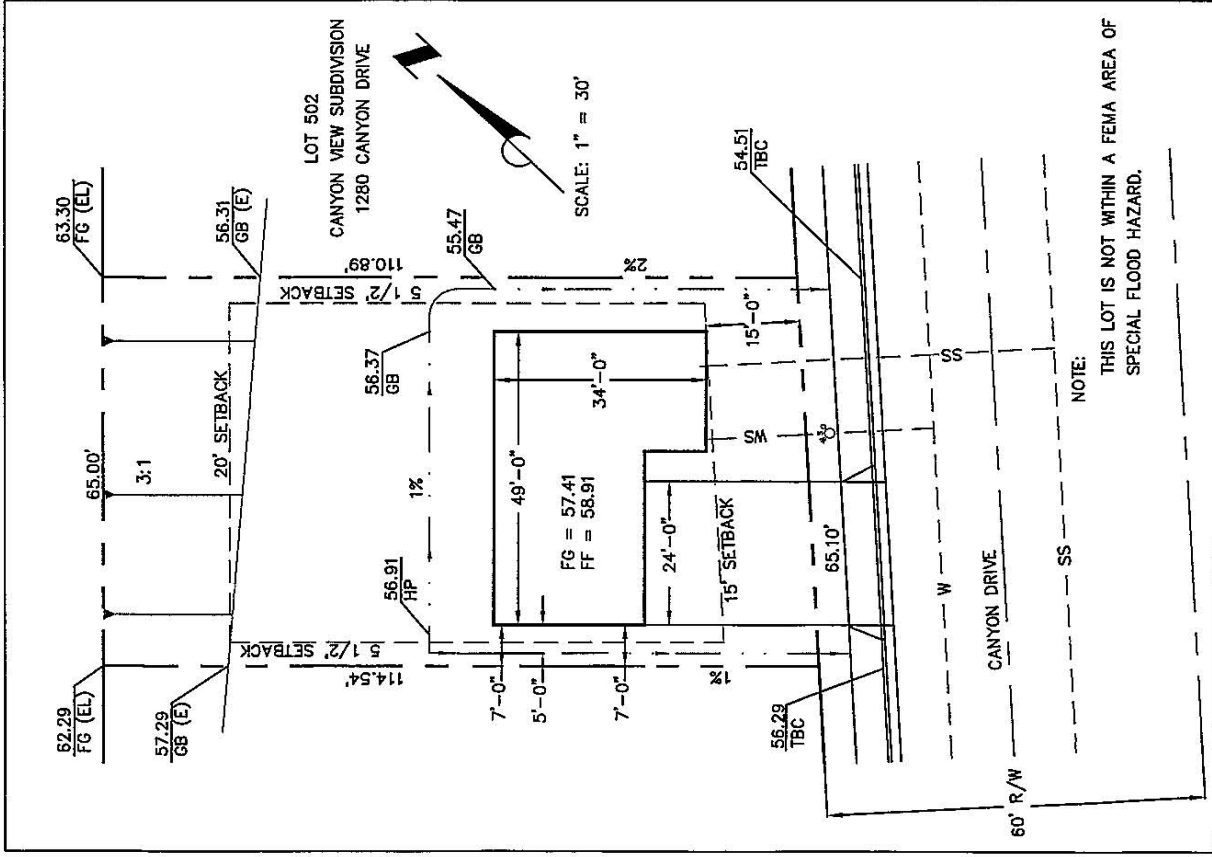 62.29
FG (EL)
63.30
FG (EL)
65.00'
LOT 502
CANYON VIEW SUBDIVISION
1280 CANYON DRIVE
3:1
57.29
GB (E)
56.31
GB (E)
20' SETBACK
SCALE: 1" = 30'
5 1/2' SETBACK
114.54'
5 1/2' SETBACK
110.89'
56.91
HP
1%
56.37
GB
55.47
GB
49'-0"
34'-0"
FG = 57.41
FF = 58.91
7'-0"
5'-0"
7'-0"
24'-0"
15' SETBACK
15'-0"
1%
2%
56.29
TBC
54.51
TBC
65.10'
WS
SS
W
CANYON DRIVE
SS
60' R/W
NOTE:
THIS LOT IS NOT WITHIN A FEMA AREA OF
SPECIAL FLOOD HAZARD.